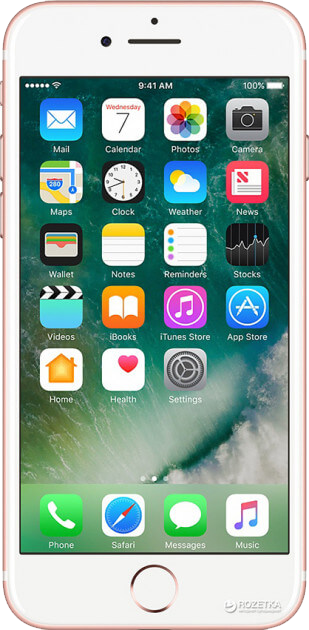 9:41 AM 100%
Wednesday
7
Mail Calendar Photos Camera
280
Maps Clock Weather News
Wallet Notes Reminders Stocks
Videos iBooks iTunes Store App Store
Home Health Settings
Phone Safari Messages Music
ROZETKA